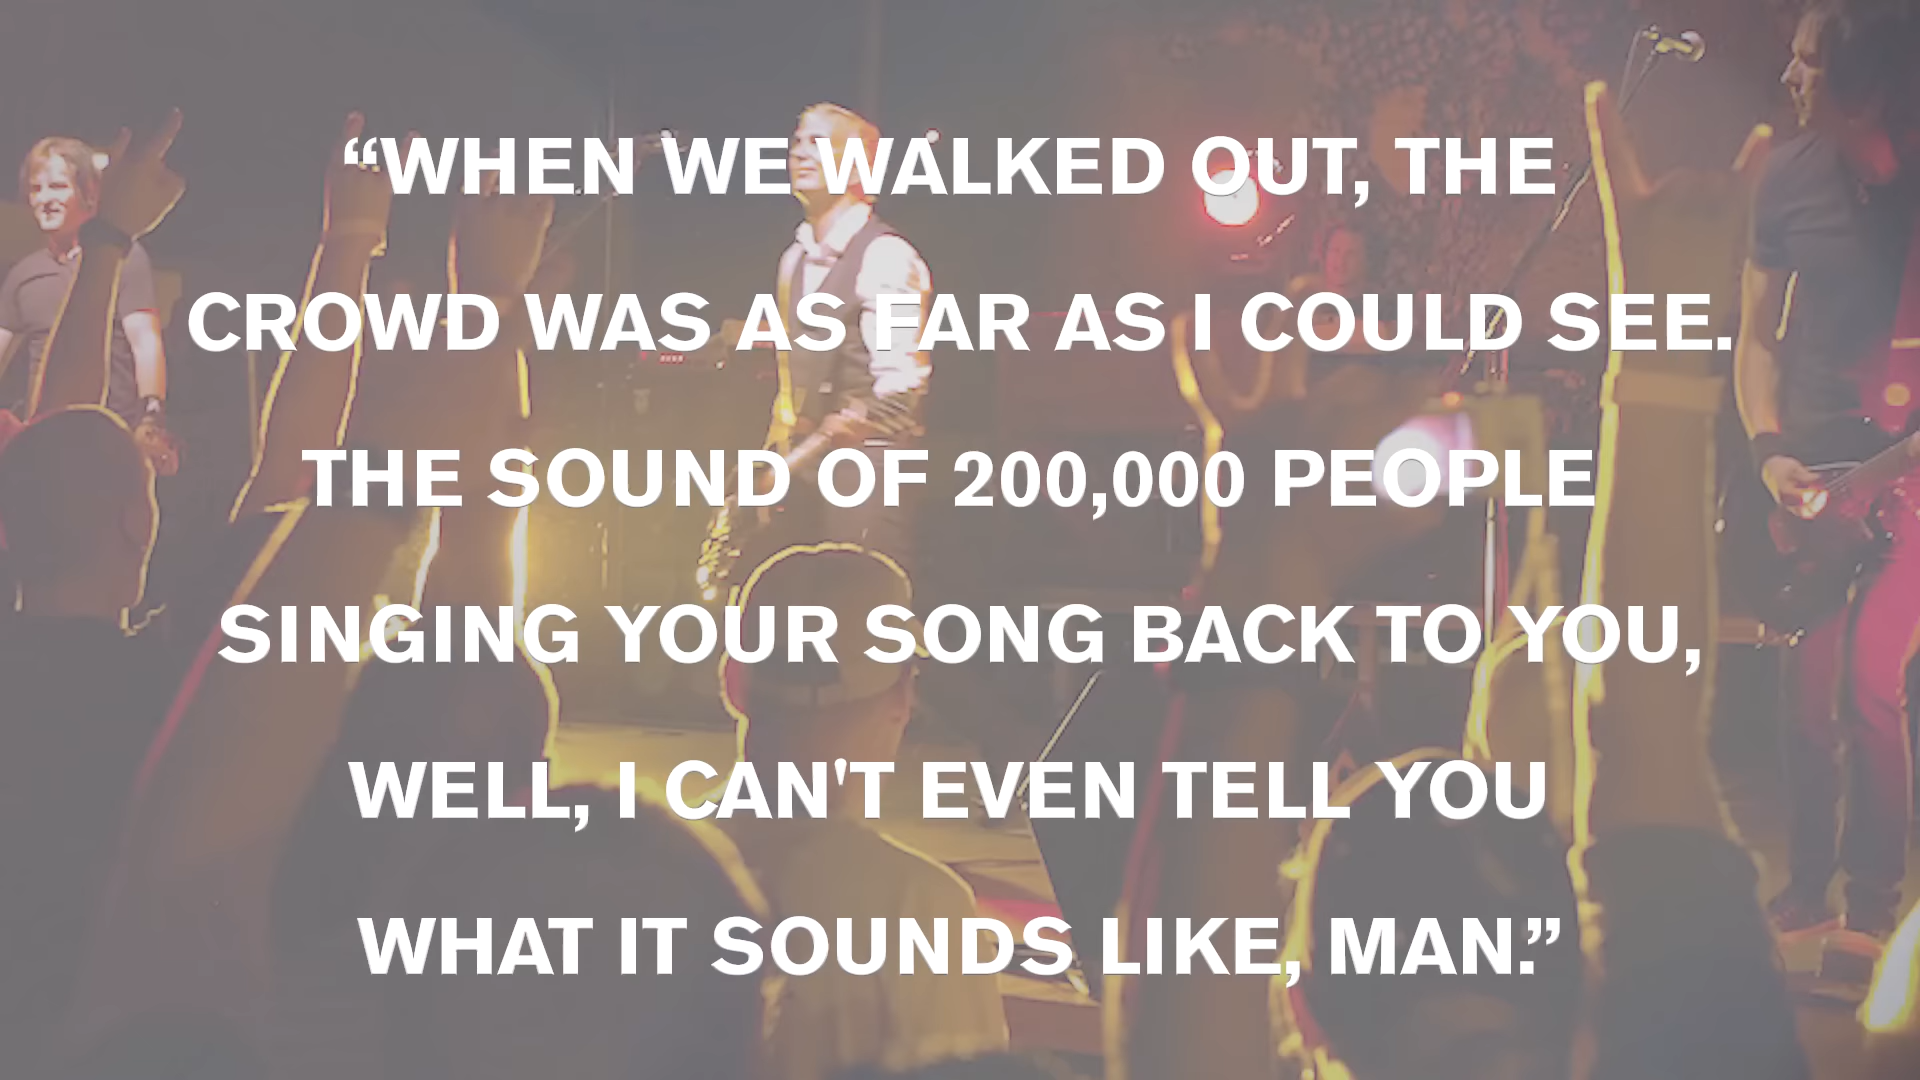 “WHEN WE WALKED OUT, THE
CROWD WAS AS FAR AS I COULD SEE.
THE SOUND OF 200,000 PEOPLE
SINGING YOUR SONG BACK TO YOU,
WELL, I CAN'T EVEN TELL YOU
WHAT IT SOUNDS LIKE, MAN.”